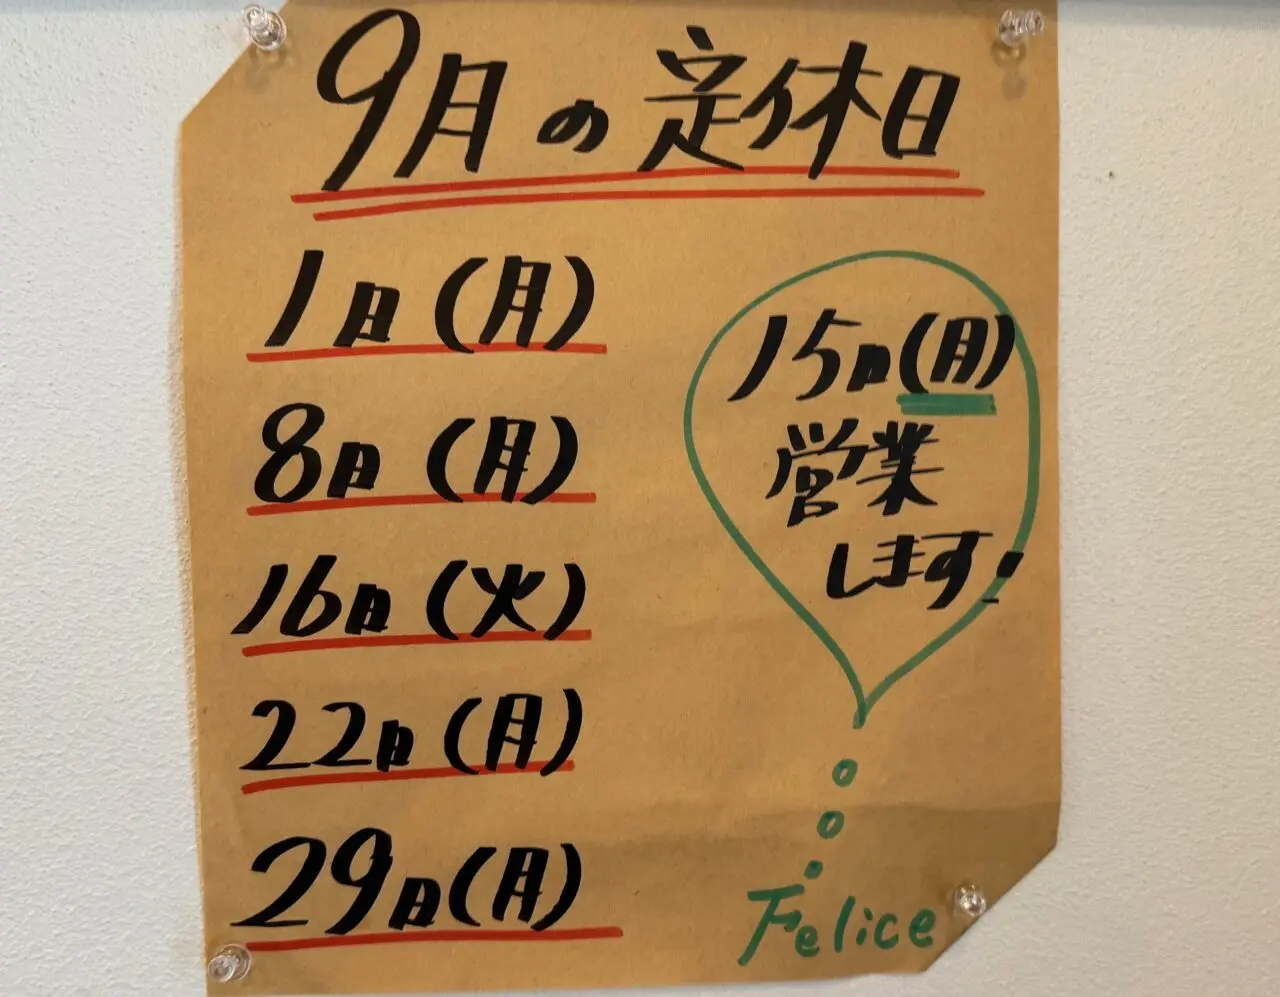 9月の定休日
1日(月)
8日(月)
16日(火)
22日(月)
29日(月)
15日(月)
営業
します!
Felice